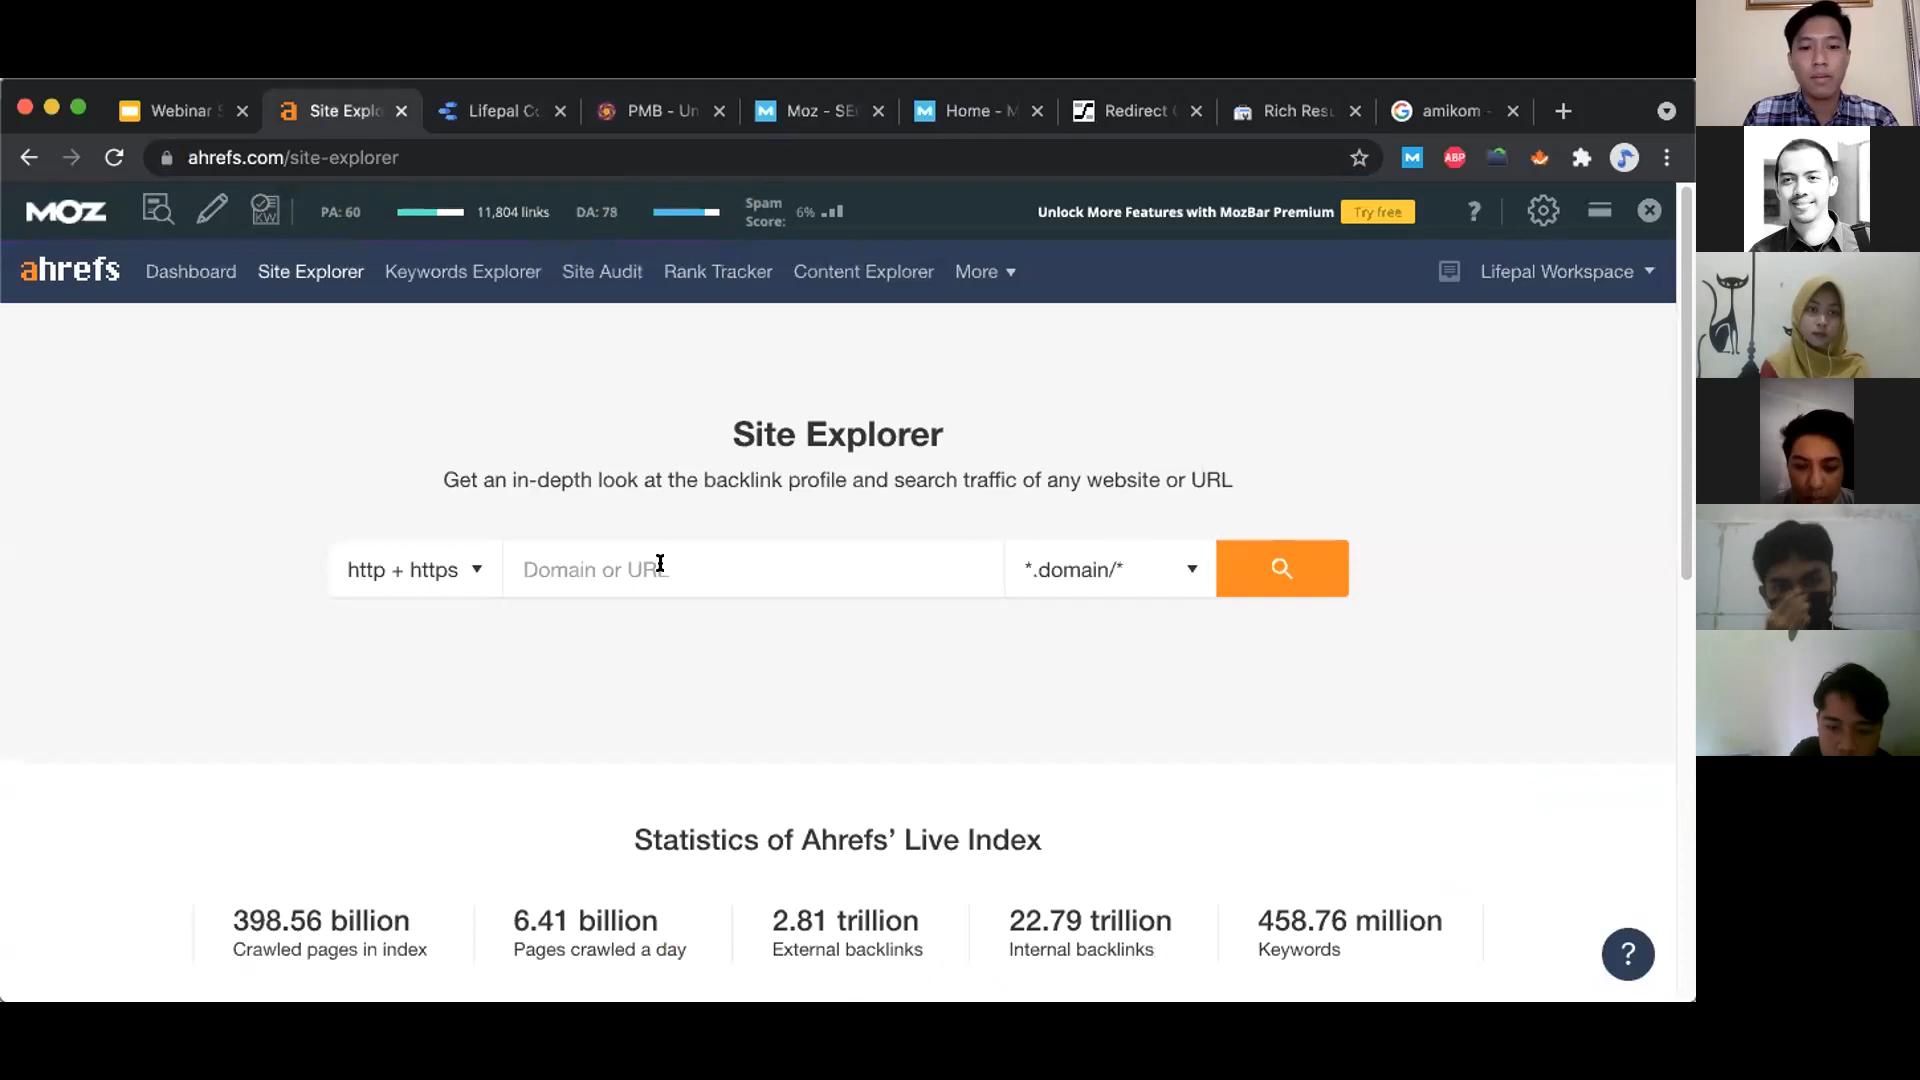 Webinar S
Site Explo
Lifepal Co
PMB - Un
Moz - SE
Home - M
Redirect
Rich Resu
amikom -
ahrefs.com/site-explorer
ABP
MOZ
KW
PA: 60
11,804 links
DA: 78
Spam
Score:
6%
Unlock More Features with MozBar Premium
Try free
?
ahrefs
Dashboard
Site Explorer
Keywords Explorer
Site Audit
Rank Tracker
Content Explorer
More
Lifepal Workspace
Site Explorer
Get an in-depth look at the backlink profile and search traffic of any website or URL
http + https
Domain or URL
*.domain/*
Statistics of Ahrefs’ Live Index
398.56 billion
Crawled pages in index
6.41 billion
Pages crawled a day
2.81 trillion
External backlinks
22.79 trillion
Internal backlinks
458.76 million
Keywords
?